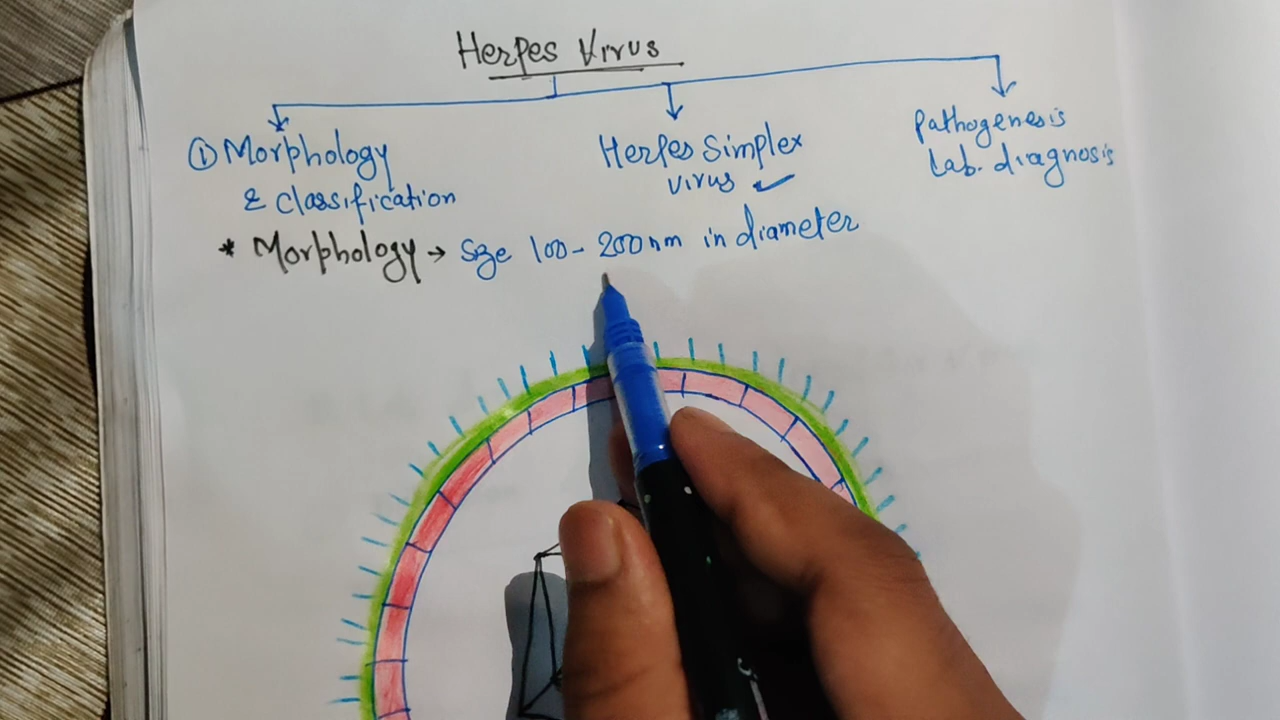 Herpes Virus
① Morphology
& classification
Herpes Simplex
virus ✓
Pathogenesis
Lab. diagnosis
* Morphology → Size 100-200nm in diameter